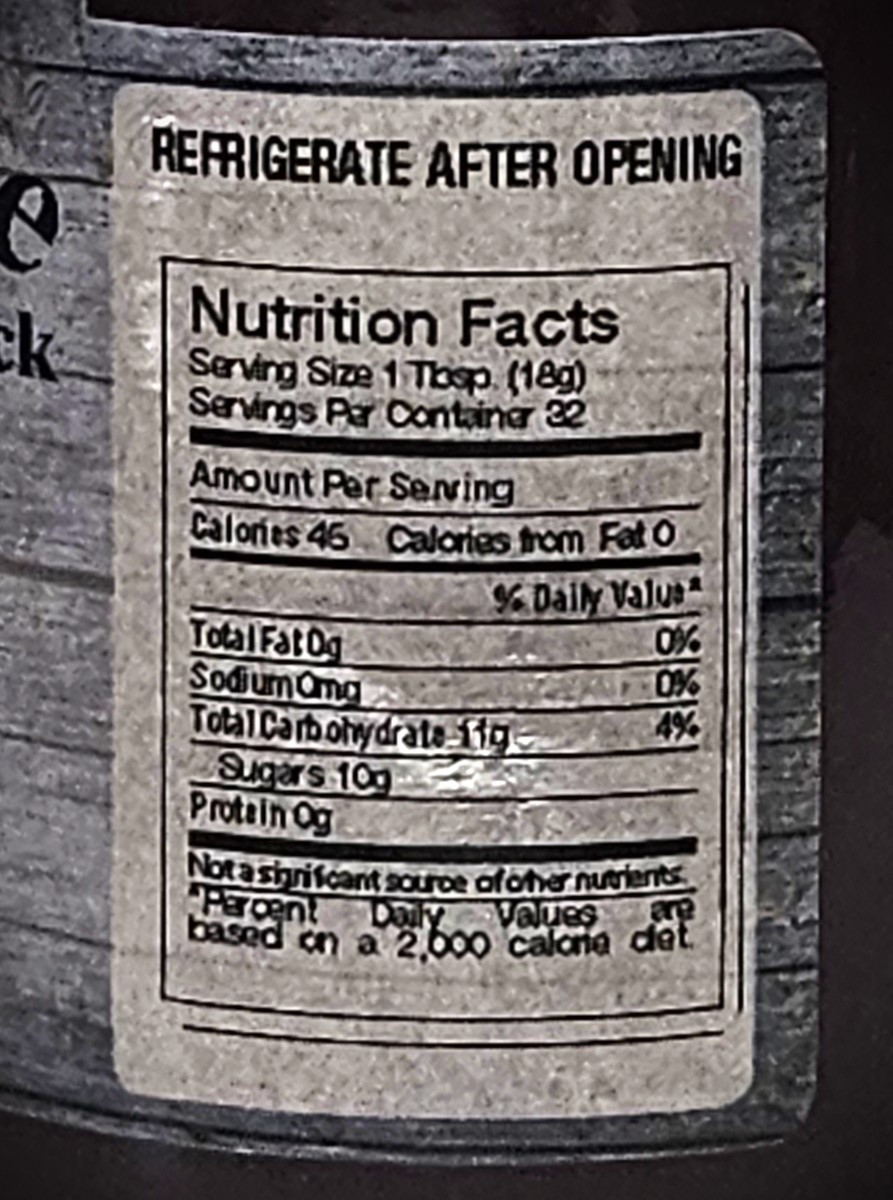 REFRIGERATE AFTER OPENING
e
ck
Nutrition Facts
Serving Size 1 Tbsp. (18g)
Servings Per Container 32
Amount Per Serving
Calories 45 Calories from Fat 0
% Daily Value*
Total Fat 0g 0%
Sodium 0mg 0%
Total Carbohydrate 11g 4%
Sugars 10g
Protein 0g
Not a significant source of other nutrients.
*Percent Daily Values are
based on a 2,000 calorie diet.